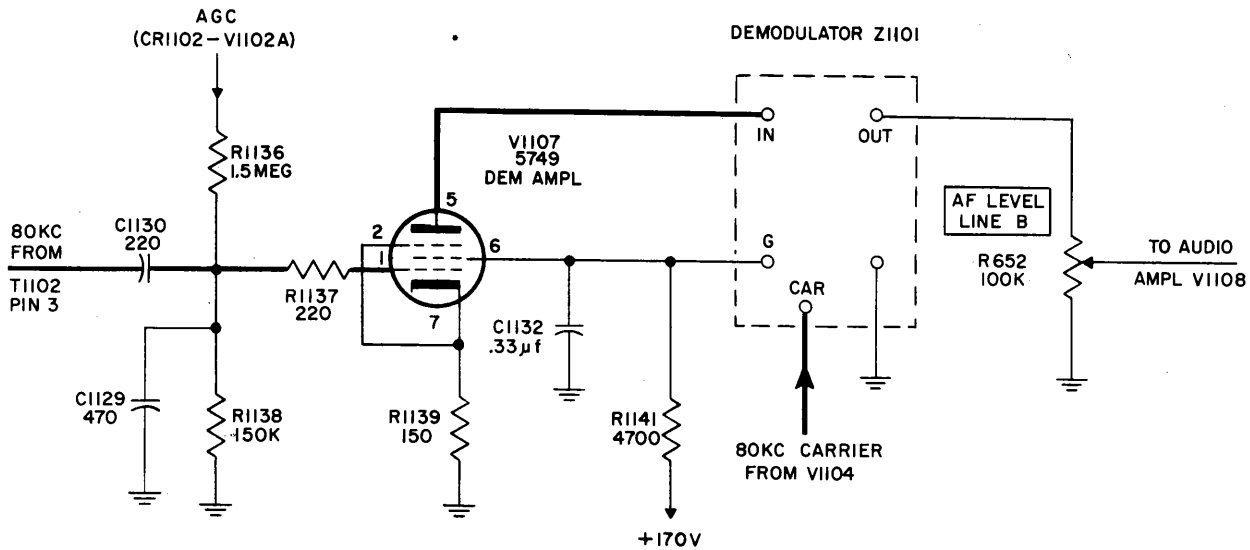 AGC
(CR1102-V1102A)
DEMODULATOR Z1101
R1136
1.5MEG
V1107
5749
DEM AMPL
IN
OUT
AF LEVEL
LINE B
80KC
FROM
T1102
PIN 3
C1130
220
R1137
220
5
2
1
6
7
G
CAR
R652
100K
TO AUDIO
AMPL V1108
C1132
.33µf
C1129
470
R1138
150K
R1139
150
R1141
4700
80KC CARRIER
FROM V1104
+170V